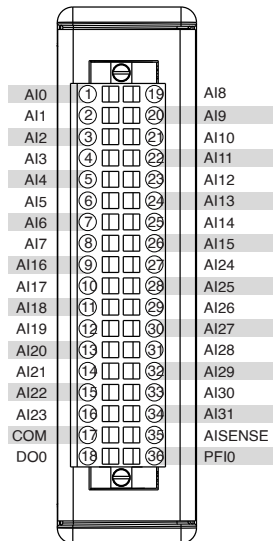 AI0 1 19 AI8
AI1 2 20 AI9
AI2 3 21 AI10
AI3 4 22 AI11
AI4 5 23 AI12
AI5 6 24 AI13
AI6 7 25 AI14
AI7 8 26 AI15
AI16 9 27 AI24
AI17 10 28 AI25
AI18 11 29 AI26
AI19 12 30 AI27
AI20 13 31 AI28
AI21 14 32 AI29
AI22 15 33 AI30
AI23 16 34 AI31
COM 17 35 AISENSE
DO0 18 36 PFI0